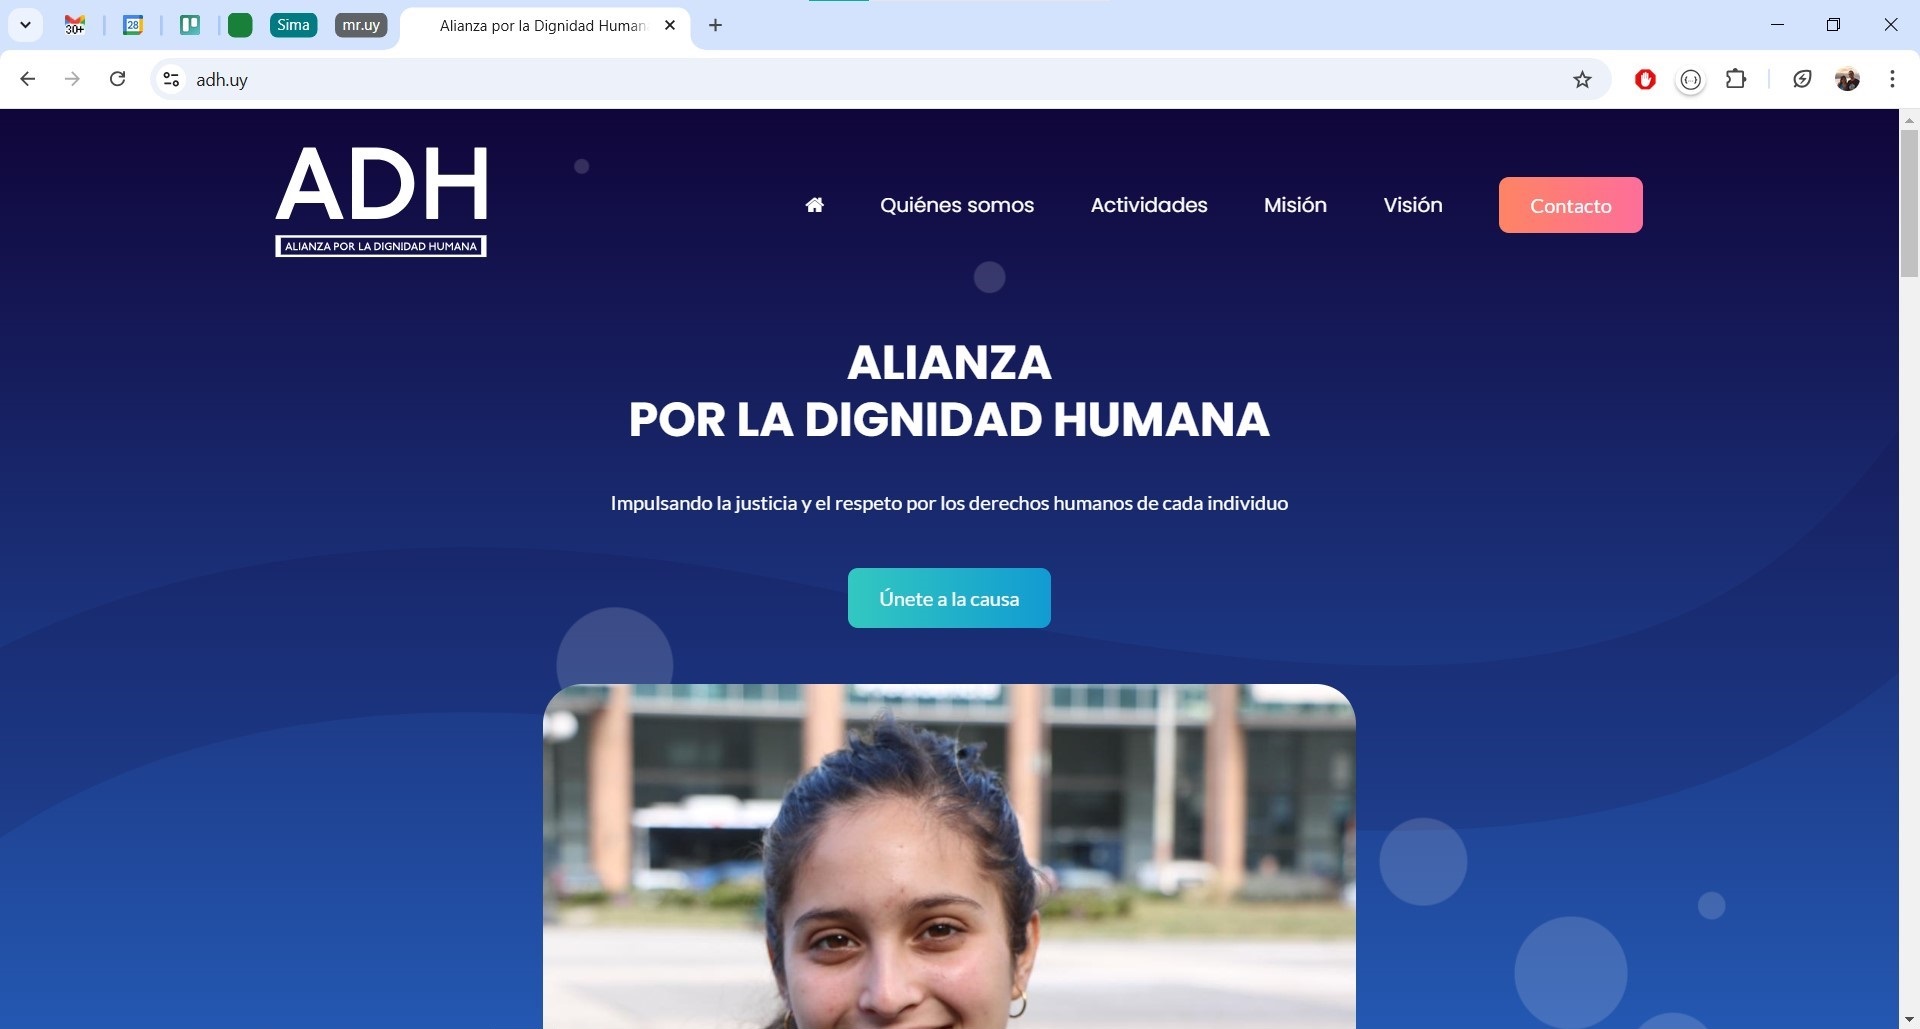 30+
28
Sima
mr.uy
Alianza por la Dignidad Human
adh.uy
ADH
ALIANZA POR LA DIGNIDAD HUMANA
Quiénes somos
Actividades
Misión
Visión
Contacto
ALIANZA
POR LA DIGNIDAD HUMANA
Impulsando la justicia y el respeto por los derechos humanos de cada individuo
Únete a la causa